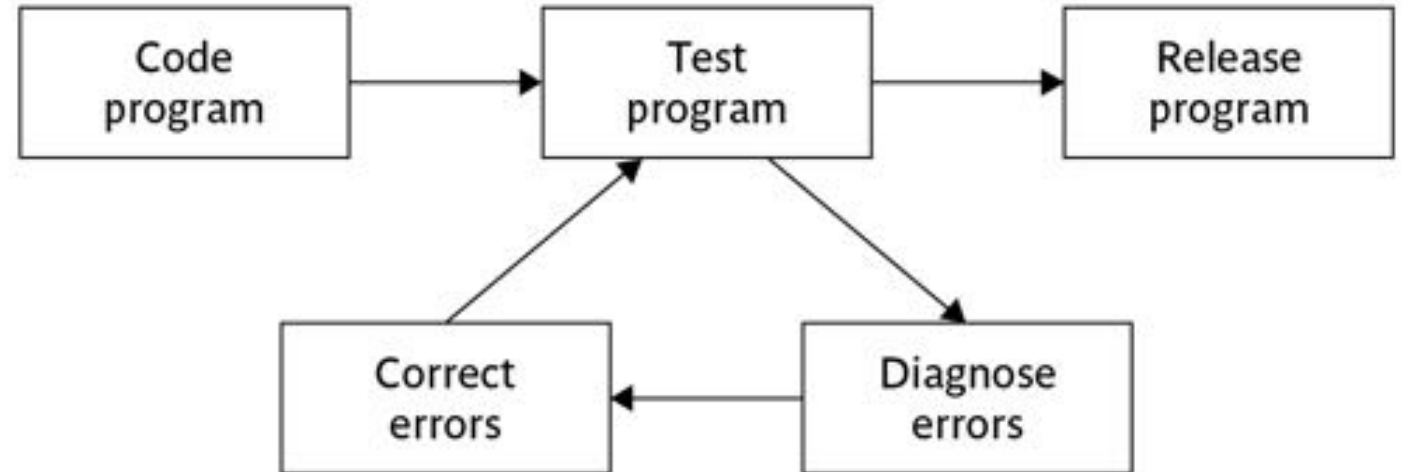 Code
program
Test
program
Release
program
Correct
errors
Diagnose
errors